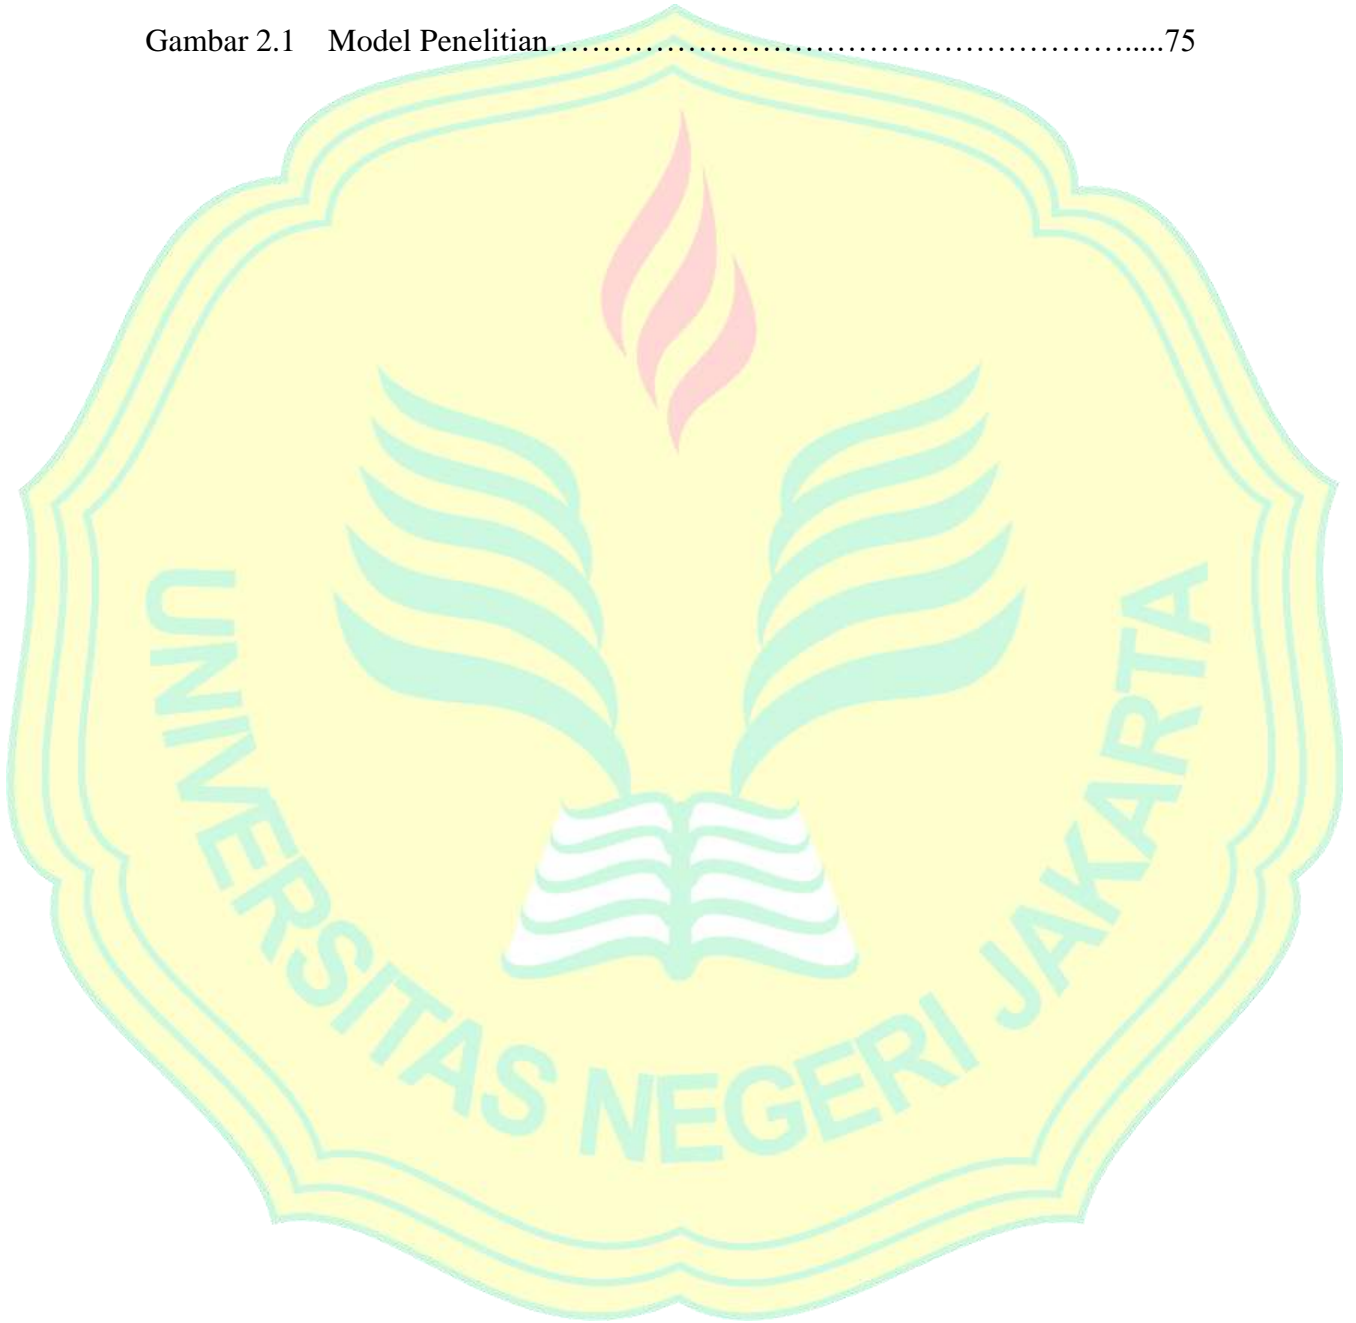 Gambar 2.1 Model Penelitian……………………………………………………….....75
UNIVERSITAS NEGERI JAKARTA